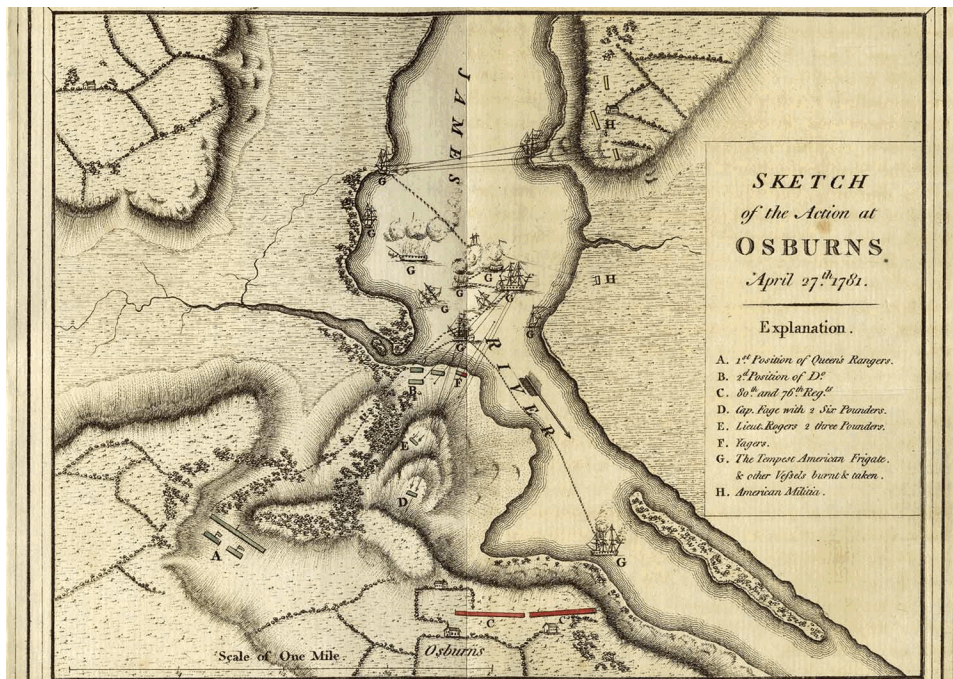 SKETCH
of the Action at
OSBURNS.
April 27.th 1781.
Explanation.
A. 1st Position of Queen's Rangers.
B. 2d Position of Do
C. 80th and 76th Regts
D. Cap. Fage with 2 Six Pounders.
E. Lieut. Rogers 2 three Pounders.
F. Yagers.
G. The Tempest American Frigate.
& other Veſsels burnt & taken.
H. American Militia.
JAMES
RIVER
H
G
G
G
G
G
G
H
G
G
G
B
F
E
D
A
G
C
C
Osburns
Scale of One Mile.